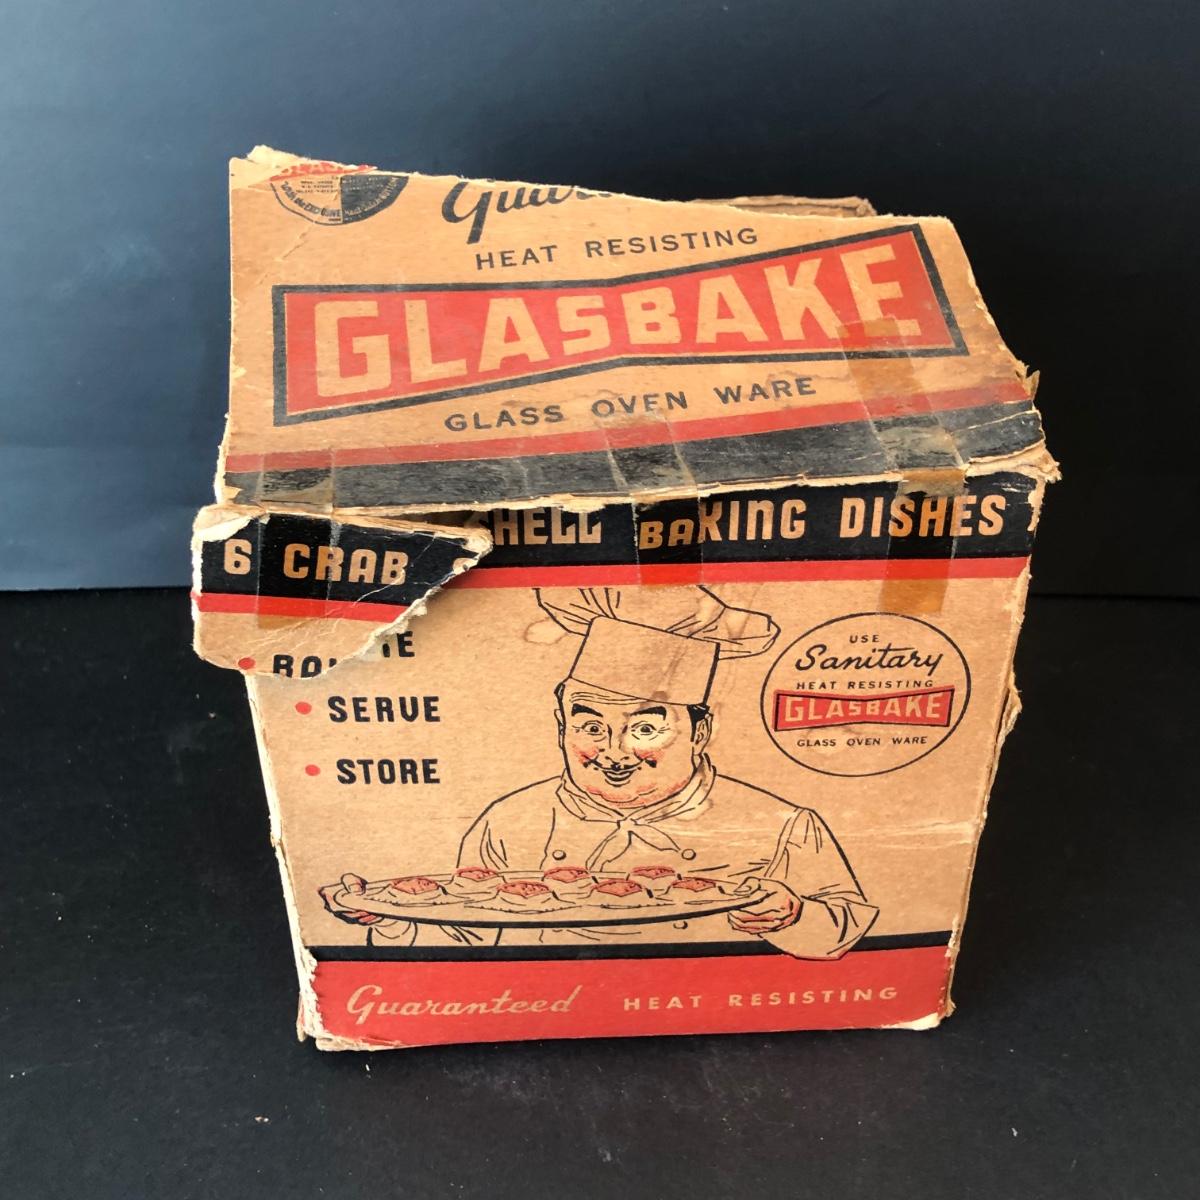 HEAT RESISTING
GLASBAKE
GLASS OVEN WARE
6 CRAB SHELL BAKING DISHES
SERVE
STORE
USE
Sanitary
HEAT RESISTING
GLASBAKE
GLASS OVEN WARE
Guaranteed HEAT RESISTING